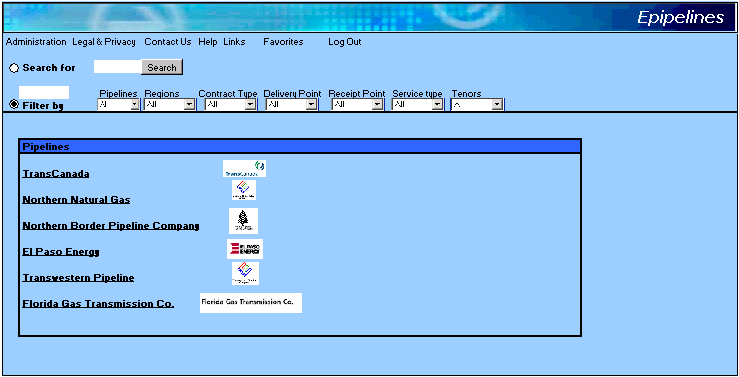 Epipelines
Administration Legal & Privacy Contact Us Help Links Favorites Log Out
Search for Search
Pipelines Regions Contract Type Delivery Point Receipt Point Service type Tenors
Filter by All All All All All All
Pipelines
TransCanada TransCanada
Northern Natural Gas
Northern Border Pipeline Company
El Paso Energy EL PASO ENERGY
Transwestern Pipeline
Florida Gas Transmission Co. Florida Gas Transmission Co.